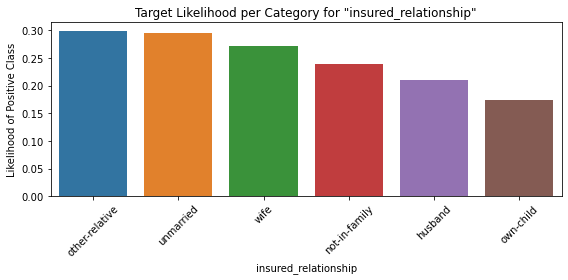 Target Likelihood per Category for "insured_relationship"
Likelihood of Positive Class
0.30
0.25
0.20
0.15
0.10
0.05
0.00
other-relative
unmarried
wife
not-in-family
husband
own-child
insured_relationship